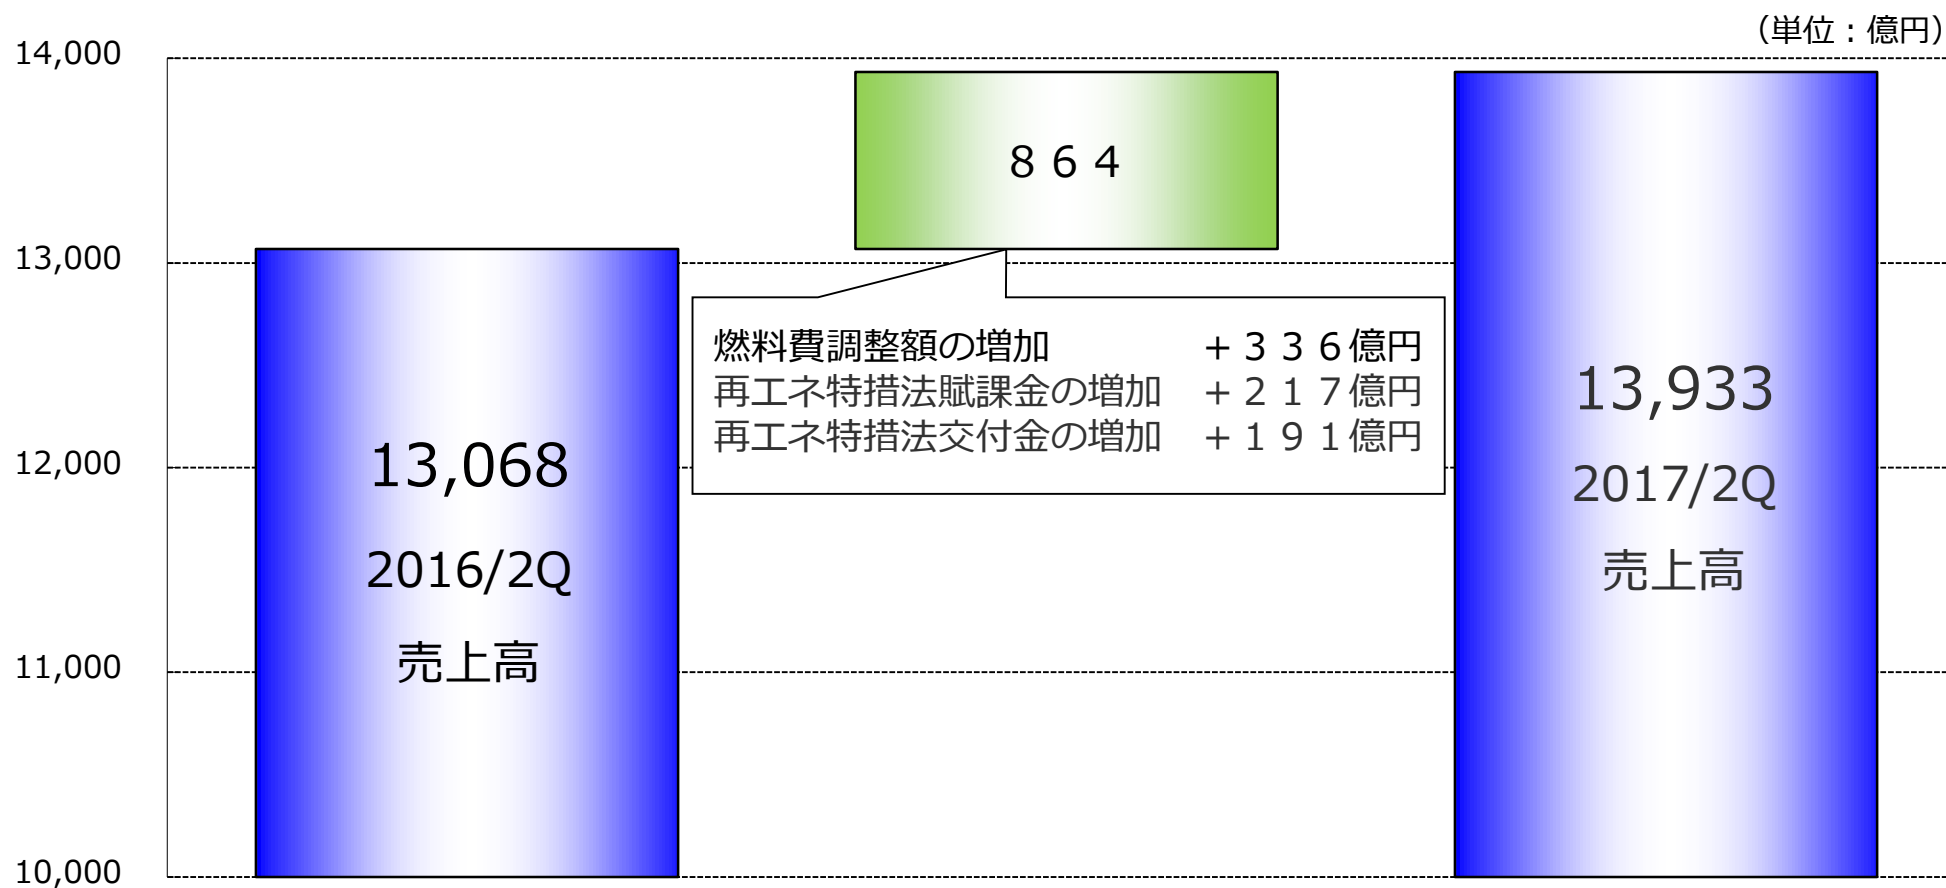 （単位：億円）
14,000
13,000
12,000
11,000
10,000
８６４
燃料費調整額の増加　　　　＋３３６億円
再エネ特措法賦課金の増加　＋２１７億円
再エネ特措法交付金の増加　＋１９１億円
13,068
2016/2Q
売上高
13,933
2017/2Q
売上高